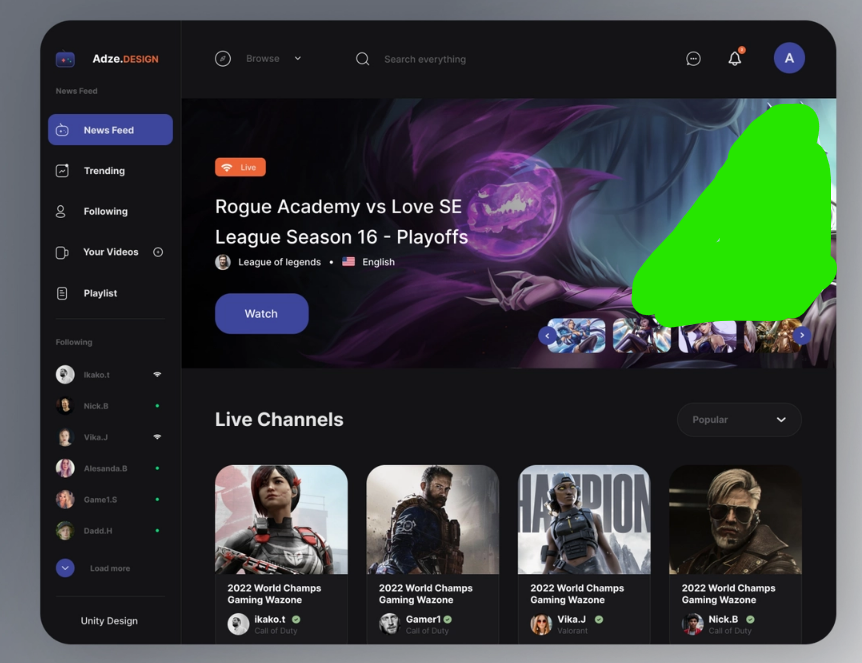 Adze.DESIGN
Browse
Search everything
A
News Feed
News Feed
Trending
Following
Your Videos
Playlist
Following
Ikako.t
Nick.B
Vika.J
Alesanda.B
Game1.S
Dadd.H
Load more
Unity Design
Live
Rogue Academy vs Love SE
League Season 16 - Playoffs
League of legends • English
Watch
Live Channels
Popular
HAMPION
2022 World Champs
Gaming Wazone
ikako.t
Call of Duty
2022 World Champs
Gaming Wazone
Gamer1
Call of Duty
2022 World Champs
Gaming Wazone
Vika.J
Valorant
2022 World Champs
Gaming Wazone
Nick.B
Call of Duty